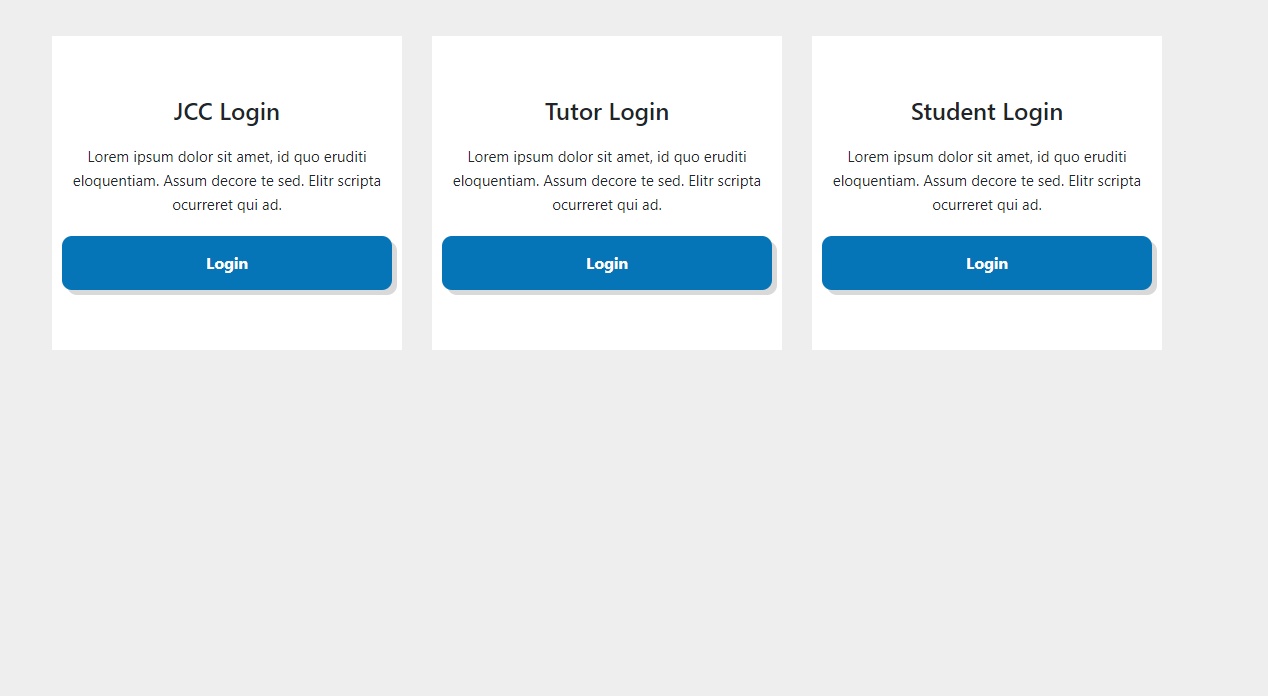 JCC Login
Lorem ipsum dolor sit amet, id quo eruditi
eloquentiam. Assum decore te sed. Elitr scripta
ocurreret qui ad.
Login
Tutor Login
Lorem ipsum dolor sit amet, id quo eruditi
eloquentiam. Assum decore te sed. Elitr scripta
ocurreret qui ad.
Login
Student Login
Lorem ipsum dolor sit amet, id quo eruditi
eloquentiam. Assum decore te sed. Elitr scripta
ocurreret qui ad.
Login